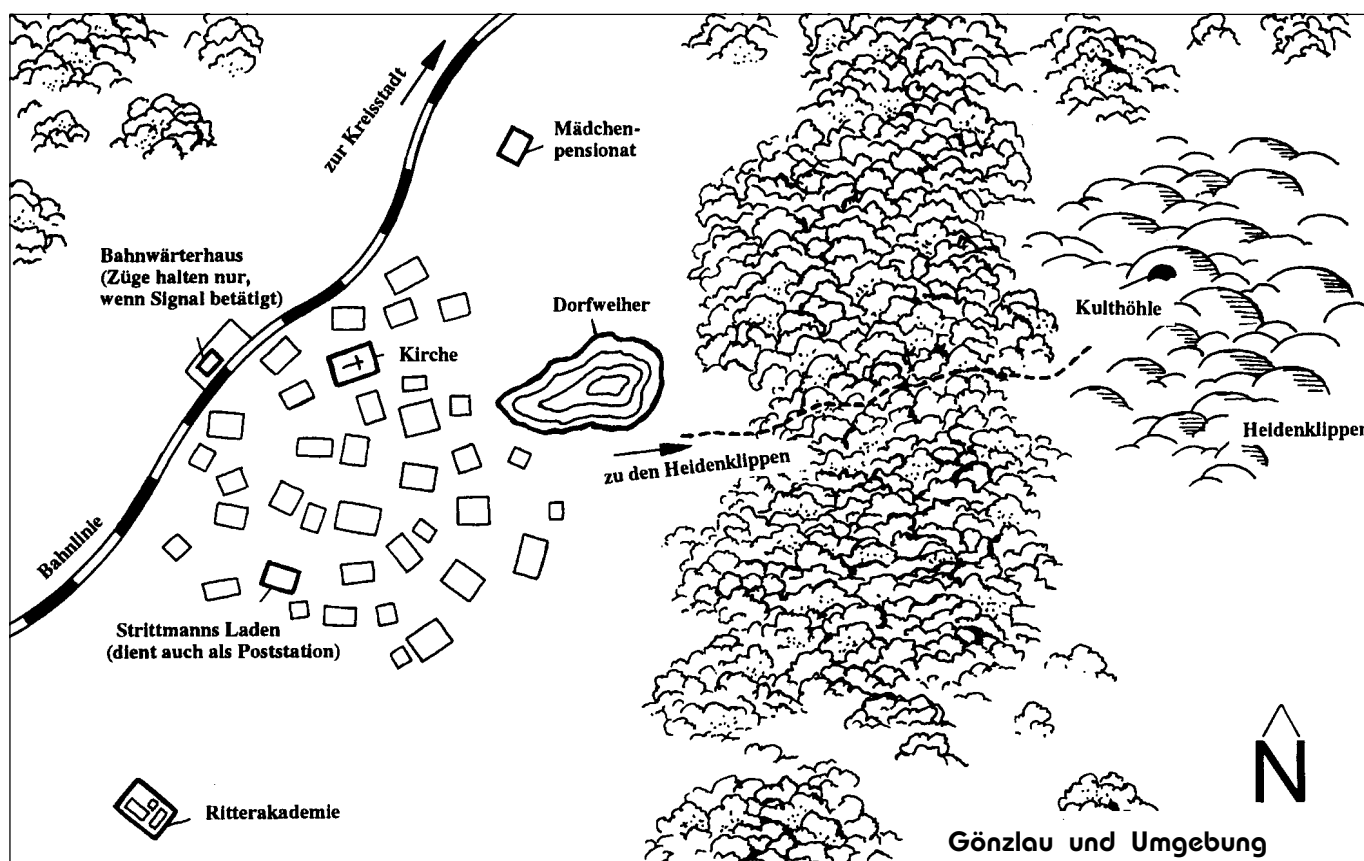 zur Kreisstadt
Mädchen-
pensionat
Bahnwärterhaus
(Züge halten nur,
wenn Signal betätigt)
Kirche
Dorfweiher
Kulthöhle
Heidenklippen
zu den Heidenklippen
Bahnlinie
Strittmanns Laden
(dient auch als Poststation)
Ritterakademie
N
Gönzlau und Umgebung